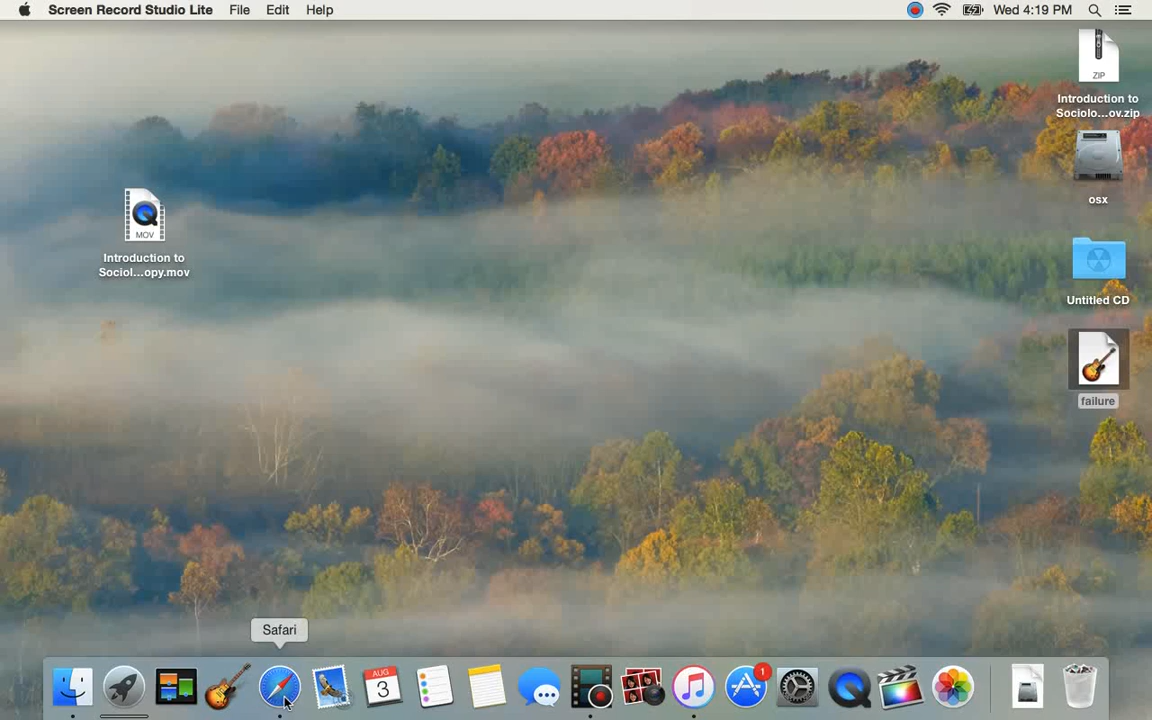 Screen Record Studio Lite File Edit Help Wed 4:19 PM
ZIP
Introduction to
Sociolo...ov.zip
osx
MOV
Introduction to
Sociol...opy.mov
Untitled CD
failure
Safari
AUG
3
1